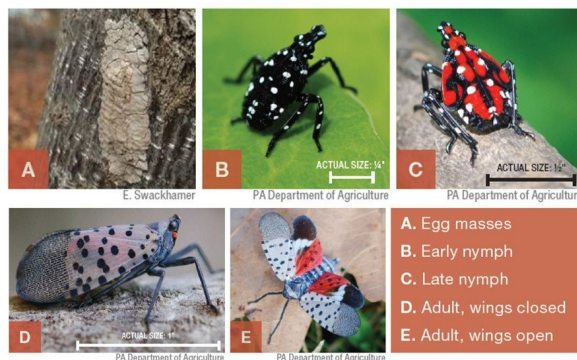 A
E. Swackhamer
B
ACTUAL SIZE: ¼"
PA Department of Agriculture
C
ACTUAL SIZE: ½"
PA Department of Agriculture
D
ACTUAL SIZE: 1"
PA Department of Agriculture
E
PA Department of Agriculture
A. Egg masses
B. Early nymph
C. Late nymph
D. Adult, wings closed
E. Adult, wings open